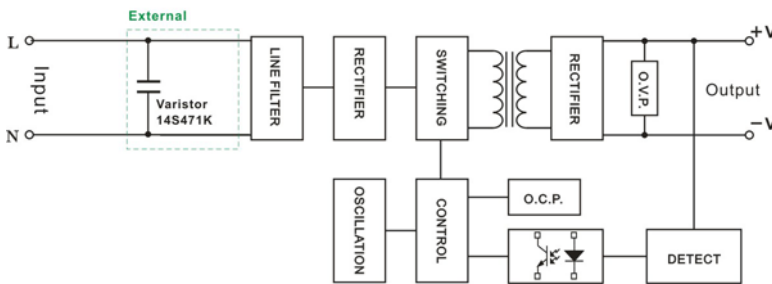 External
L
Input
N
Varistor
14S471K
LINE FILTER
RECTIFIER
SWITCHING
RECTIFIER
O.V.P.
+V
Output
-V
OSCILLATION
CONTROL
O.C.P.
DETECT